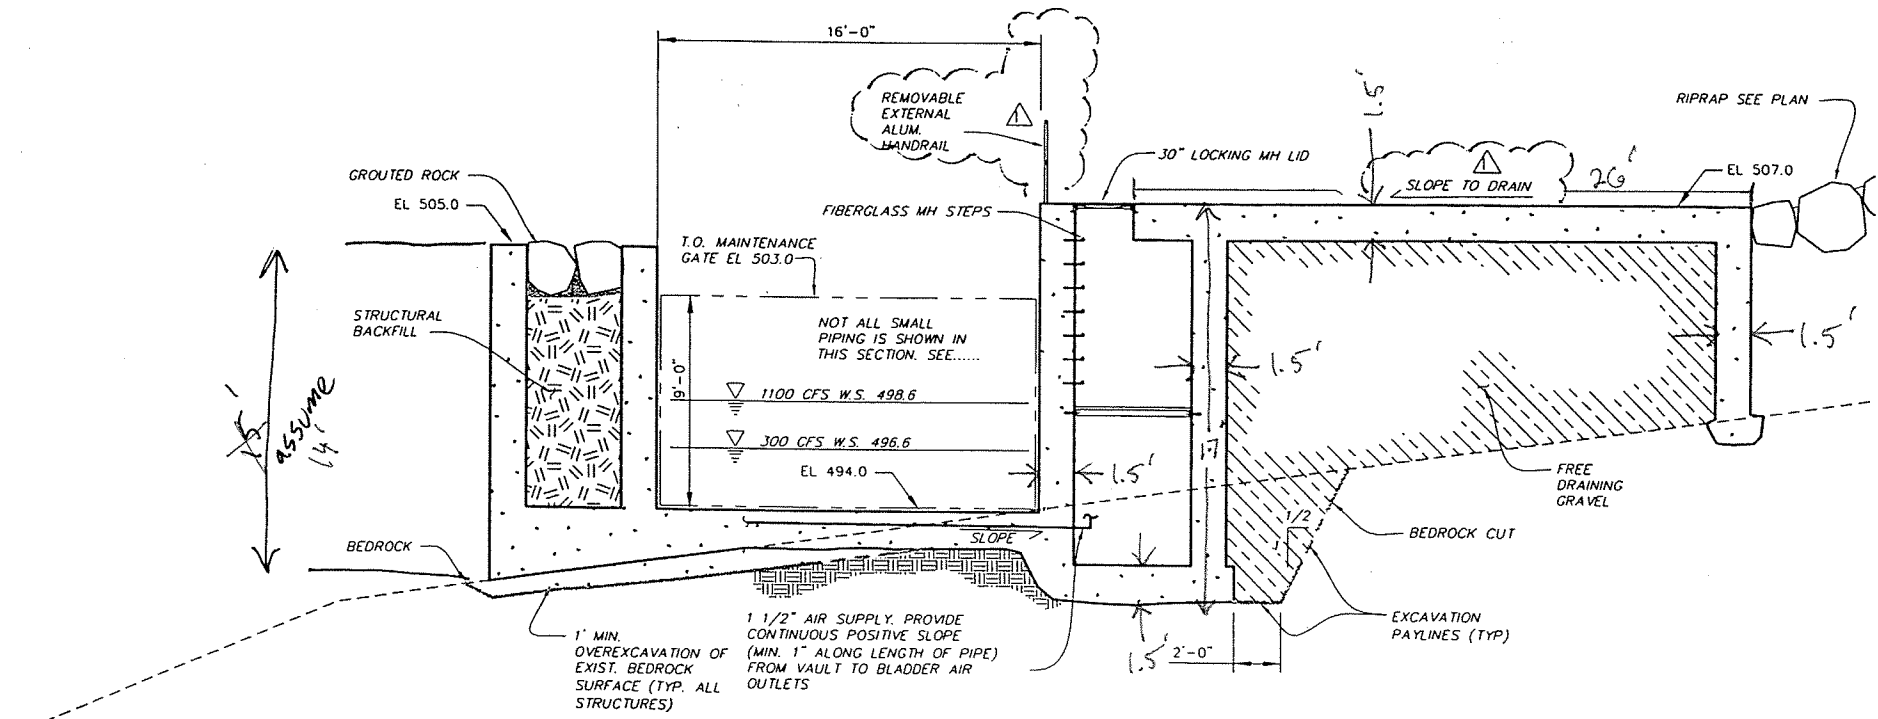 16'-0"
REMOVABLE
EXTERNAL
ALUM.
HANDRAIL
1
1.5'
RIPRAP SEE PLAN
30" LOCKING MH LID
1
SLOPE TO DRAIN
26'
EL 507.0
GROUTED ROCK
EL 505.0
FIBERGLASS MH STEPS
T.O. MAINTENANCE
GATE EL 503.0
STRUCTURAL
BACKFILL
NOT ALL SMALL
PIPING IS SHOWN IN
THIS SECTION. SEE......
9'-0"
1100 CFS W.S. 498.6
300 CFS W.S. 496.6
EL 494.0
15'
assume
14'
1.5'
1.5'
1.5'
17
FREE
DRAINING
GRAVEL
1/2
1
BEDROCK CUT
SLOPE
BEDROCK
EXCAVATION
PAYLINES (TYP)
1' MIN.
OVEREXCAVATION OF
EXIST. BEDROCK
SURFACE (TYP. ALL
STRUCTURES)
1 1/2" AIR SUPPLY. PROVIDE
CONTINUOUS POSITIVE SLOPE
(MIN. 1" ALONG LENGTH OF PIPE)
FROM VAULT TO BLADDER AIR
OUTLETS
1.5'
2'-0"